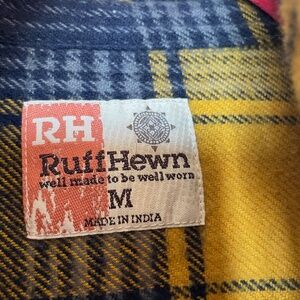 RH
RuffHewn
well made to be well worn
M
MADE IN INDIA